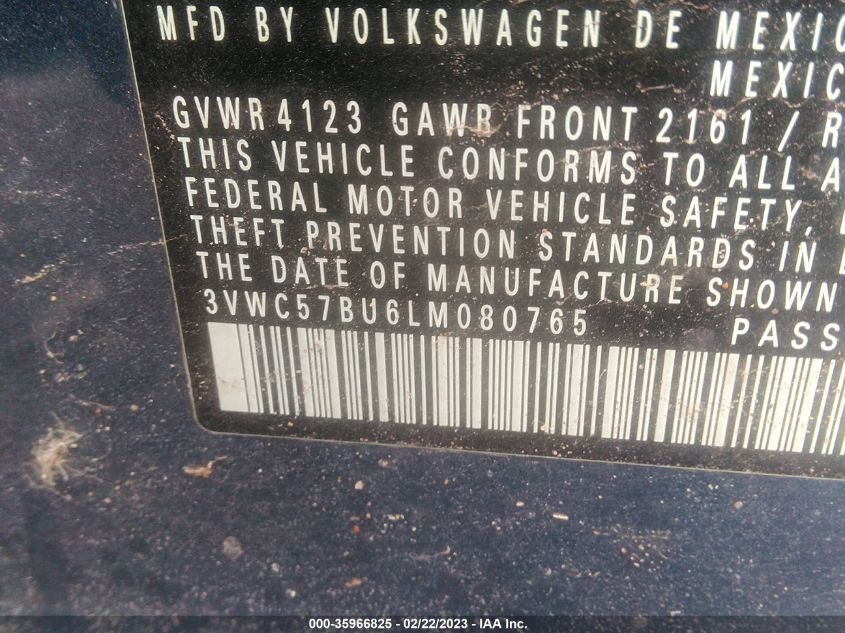 MFD BY VOLKSWAGEN DE MEXICO
MEXIC
GVWR 4123 GAWR FRONT 2161 / R
THIS VEHICLE CONFORMS TO ALL A
FEDERAL MOTOR VEHICLE SAFETY,
THEFT PREVENTION STANDARDS IN E
THE DATE OF MANUFACTURE SHOWN
3VWC57BU6LM080765 PASS
000-35966825 - 02/22/2023 - IAA Inc.